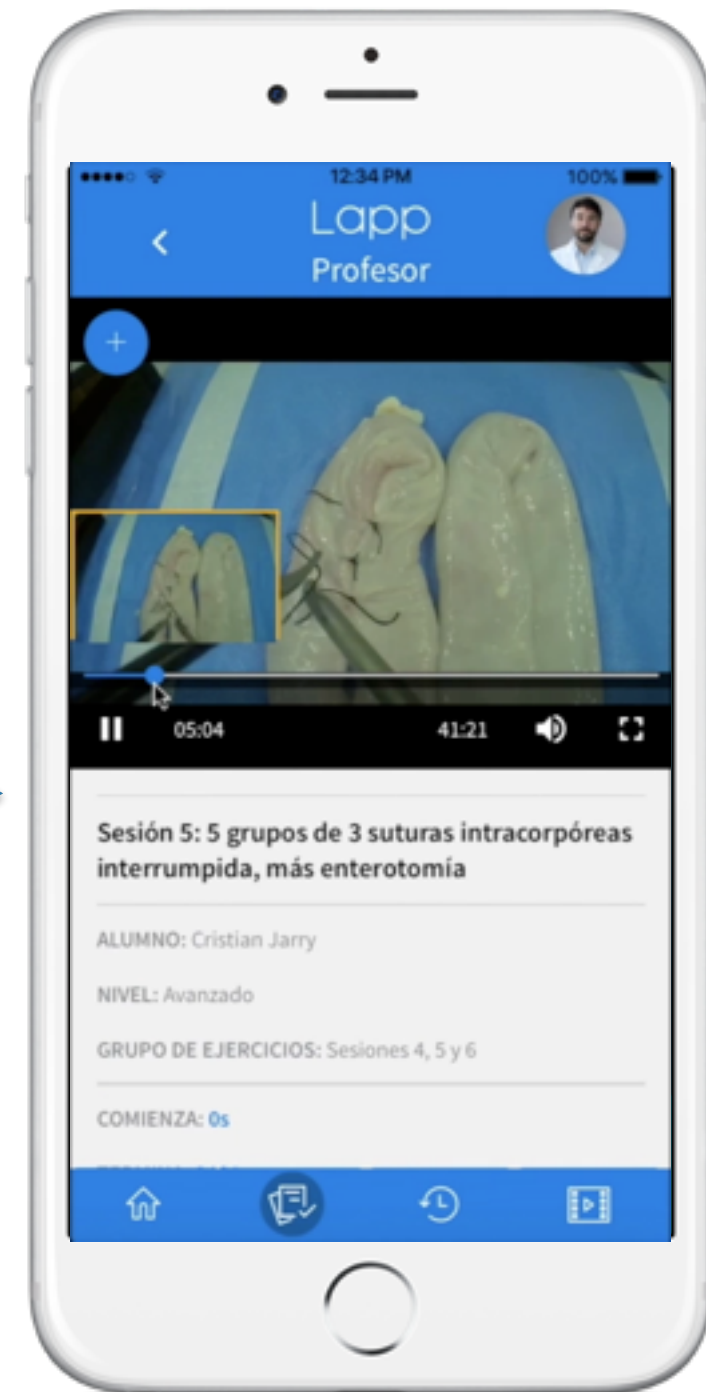 12:34 PM
100%
Lapp
Profesor
+
05:04
41:21
Sesión 5: 5 grupos de 3 suturas intracorpóreas
interrumpida, más enterotomía
ALUMNO: Cristian Jarry
NIVEL: Avanzado
GRUPO DE EJERCICIOS: Sesiones 4, 5 y 6
COMIENZA: 0s